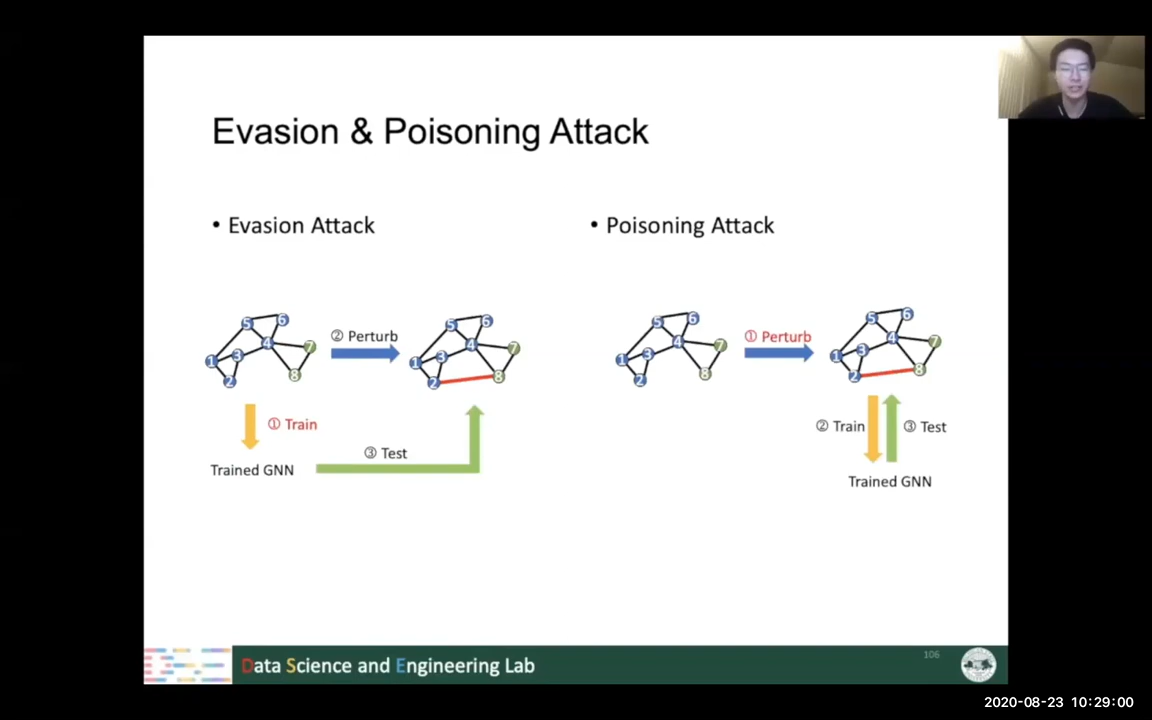 Evasion & Poisoning Attack
• Evasion Attack
5 6
4 7
1 3
2 8
② Perturb
5 6
4 7
1 3
2 8
① Train
③ Test
Trained GNN
• Poisoning Attack
5 6
4 7
1 3
2 8
① Perturb
5 6
4 7
1 3
2 8
② Train
③ Test
Trained GNN
Data Science and Engineering Lab
106
2020-08-23 10:29:00